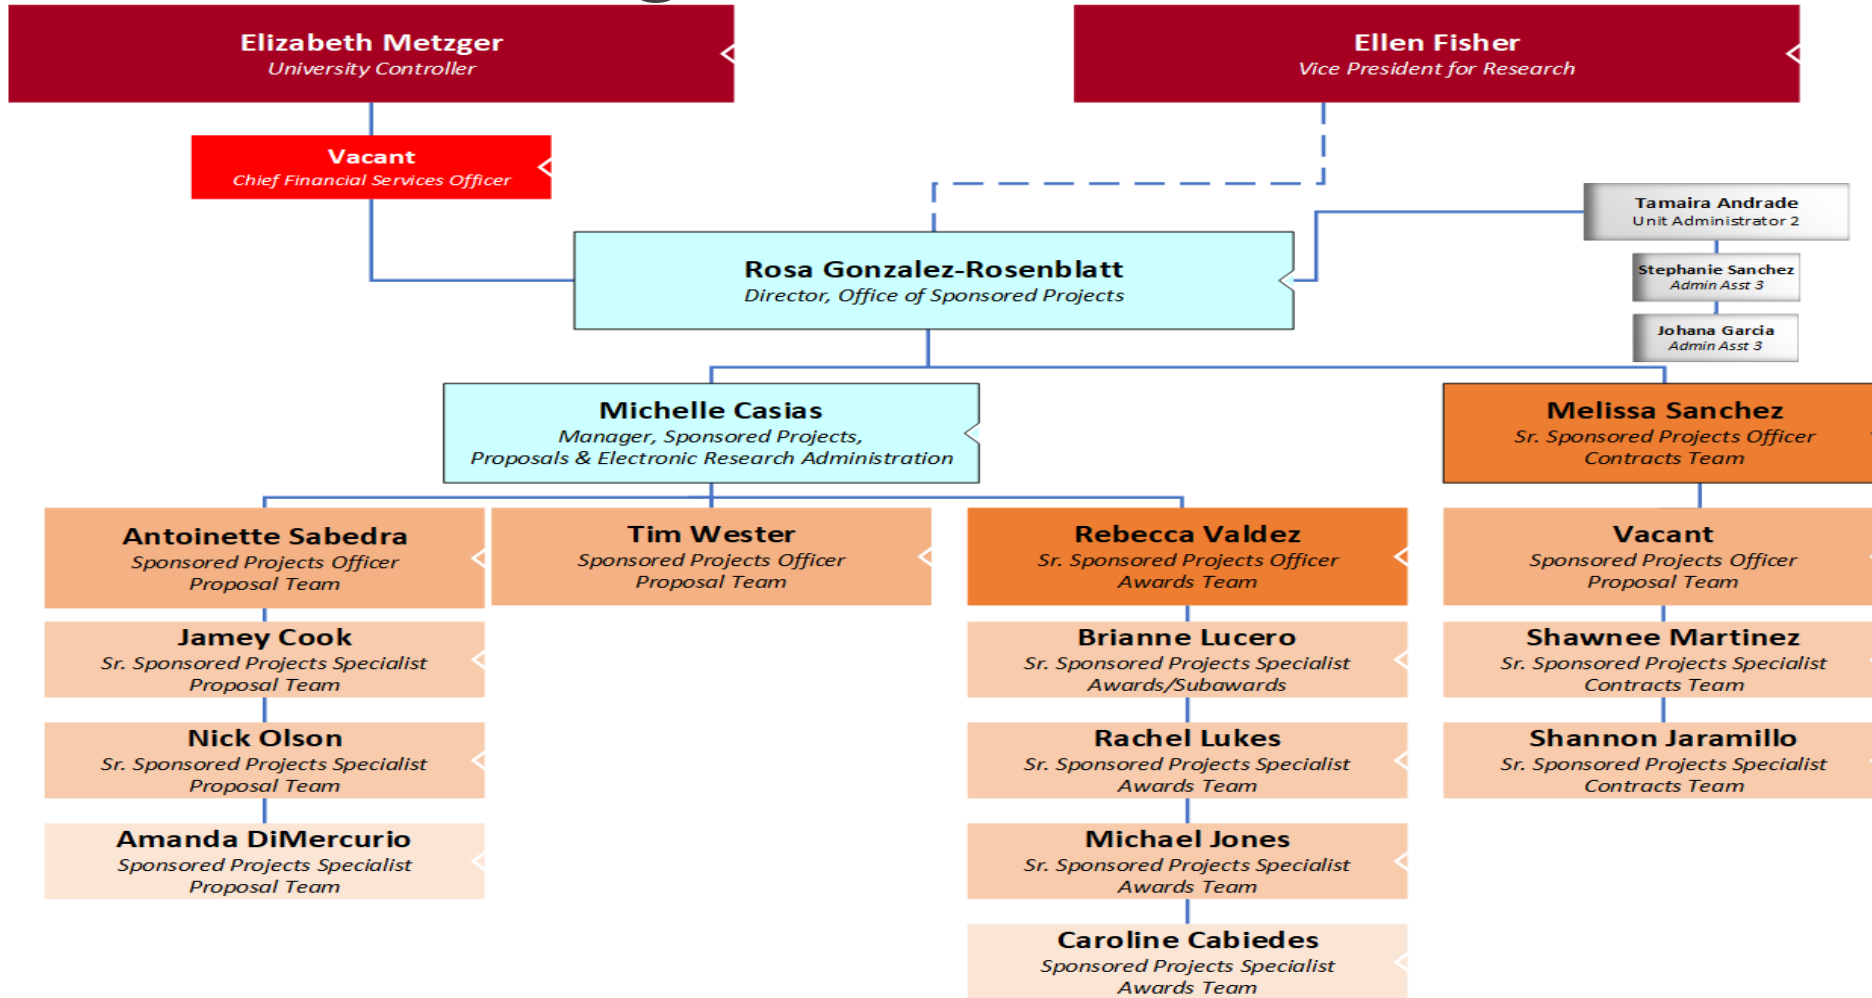 Elizabeth Metzger
University Controller
Ellen Fisher
Vice President for Research
Vacant
Chief Financial Services Officer
Tamaira Andrade
Unit Administrator 2
Stephanie Sanchez
Admin Asst 3
Johana Garcia
Admin Asst 3
Rosa Gonzalez-Rosenblatt
Director, Office of Sponsored Projects
Michelle Casias
Manager, Sponsored Projects,
Proposals & Electronic Research Administration
Melissa Sanchez
Sr. Sponsored Projects Officer
Contracts Team
Antoinette Sabedra
Sponsored Projects Officer
Proposal Team
Jamey Cook
Sr. Sponsored Projects Specialist
Proposal Team
Nick Olson
Sr. Sponsored Projects Specialist
Proposal Team
Amanda DiMercurio
Sponsored Projects Specialist
Proposal Team
Tim Wester
Sponsored Projects Officer
Proposal Team
Rebecca Valdez
Sr. Sponsored Projects Officer
Awards Team
Brianne Lucero
Sr. Sponsored Projects Specialist
Awards/Subawards
Rachel Lukes
Sr. Sponsored Projects Specialist
Awards Team
Michael Jones
Sr. Sponsored Projects Specialist
Awards Team
Caroline Cabiedes
Sponsored Projects Specialist
Awards Team
Vacant
Sponsored Projects Officer
Proposal Team
Shawnee Martinez
Sr. Sponsored Projects Specialist
Contracts Team
Shannon Jaramillo
Sr. Sponsored Projects Specialist
Contracts Team